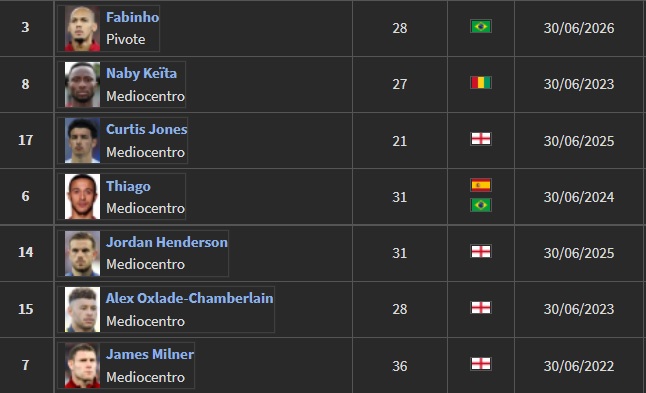 3 Fabinho 28 30/06/2026
Pivote
8 Naby Keïta 27 30/06/2023
Mediocentro
17 Curtis Jones 21 30/06/2025
Mediocentro
6 Thiago 31 30/06/2024
Mediocentro
14 Jordan Henderson 31 30/06/2025
Mediocentro
15 Alex Oxlade-Chamberlain 28 30/06/2023
Mediocentro
7 James Milner 36 30/06/2022
Mediocentro